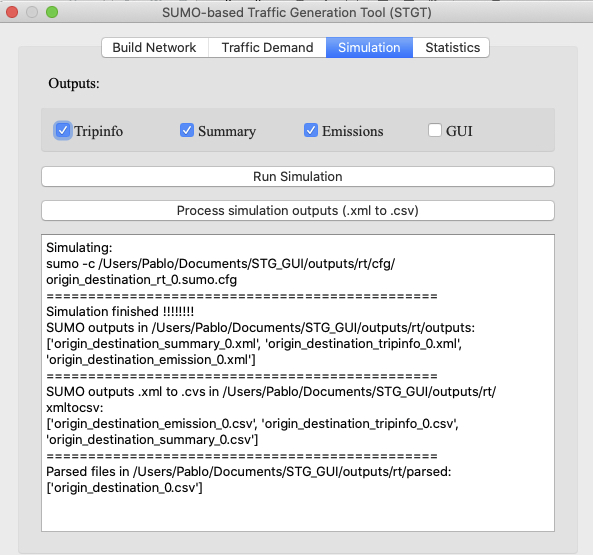 SUMO-based Traffic Generation Tool (STGT)
Build Network Traffic Demand Simulation Statistics
Outputs:
Tripinfo Summary Emissions GUI
Run Simulation
Process simulation outputs (.xml to .csv)
Simulating:
sumo -c /Users/Pablo/Documents/STG_GUI/outputs/rt/cfg/
origin_destination_rt_0.sumo.cfg
===============================================
Simulation finished !!!!!!!!
SUMO outputs in /Users/Pablo/Documents/STG_GUI/outputs/rt/outputs:
['origin_destination_summary_0.xml', 'origin_destination_tripinfo_0.xml',
'origin_destination_emission_0.xml']
===============================================
SUMO outputs .xml to .cvs in /Users/Pablo/Documents/STG_GUI/outputs/rt/
xmltocsv:
['origin_destination_emission_0.csv', 'origin_destination_tripinfo_0.csv',
'origin_destination_summary_0.csv']
===============================================
Parsed files in /Users/Pablo/Documents/STG_GUI/outputs/rt/parsed:
['origin_destination_0.csv']